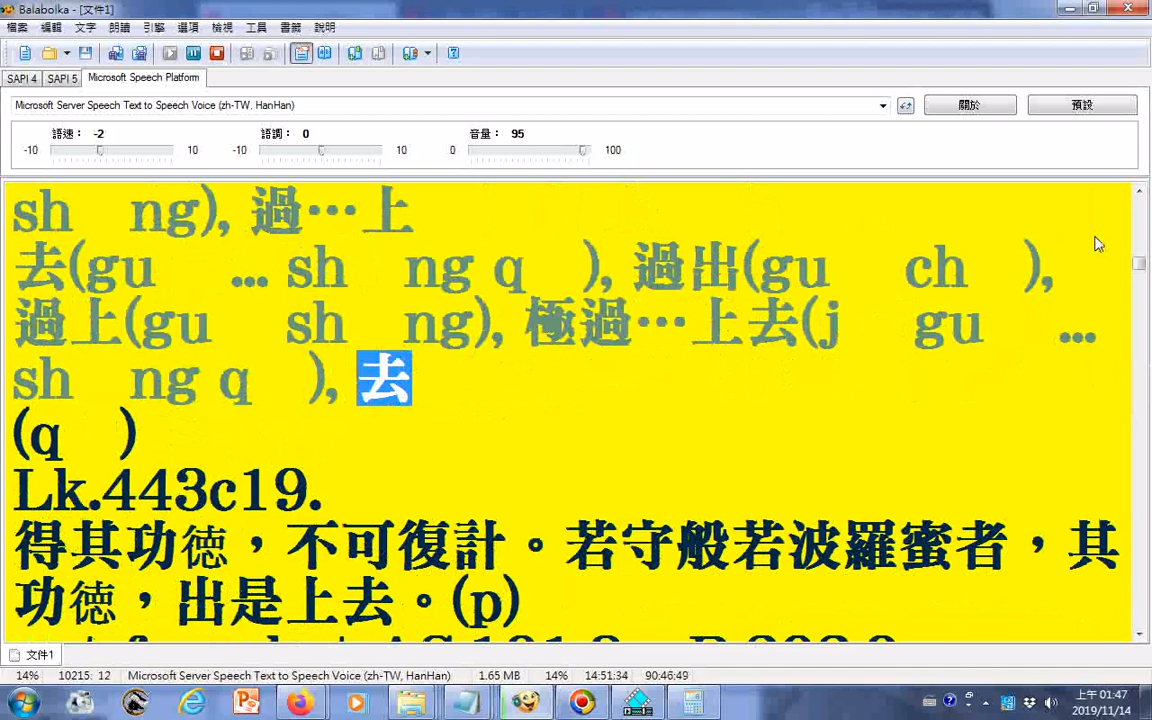 Balabolka - [文件1]
檔案 編輯 文字 朗讀 引擎 選項 檢視 工具 書籤 說明
SAPI 4 SAPI 5 Microsoft Speech Platform
Microsoft Server Speech Text to Speech Voice (zh-TW, HanHan) 關於 預設
語速： -2 語調： 0 音量： 95
-10 10 -10 10 0 100
sh ng), 過…上
去(gu ... sh ng q ), 過出(gu ch ),
過上(gu sh ng), 極過…上去(j gu ...
sh ng q ), 去
(q )
Lk.443c19.
得其功徳，不可復計。若守般若波羅蜜者，其
功徳，出是上去。(p)
文件1
14% 10215: 12 Microsoft Server Speech Text to Speech Voice (zh-TW, HanHan) 1.65 MB 14% 14:51:34 90:46:49
上午 01:47
2019/11/14